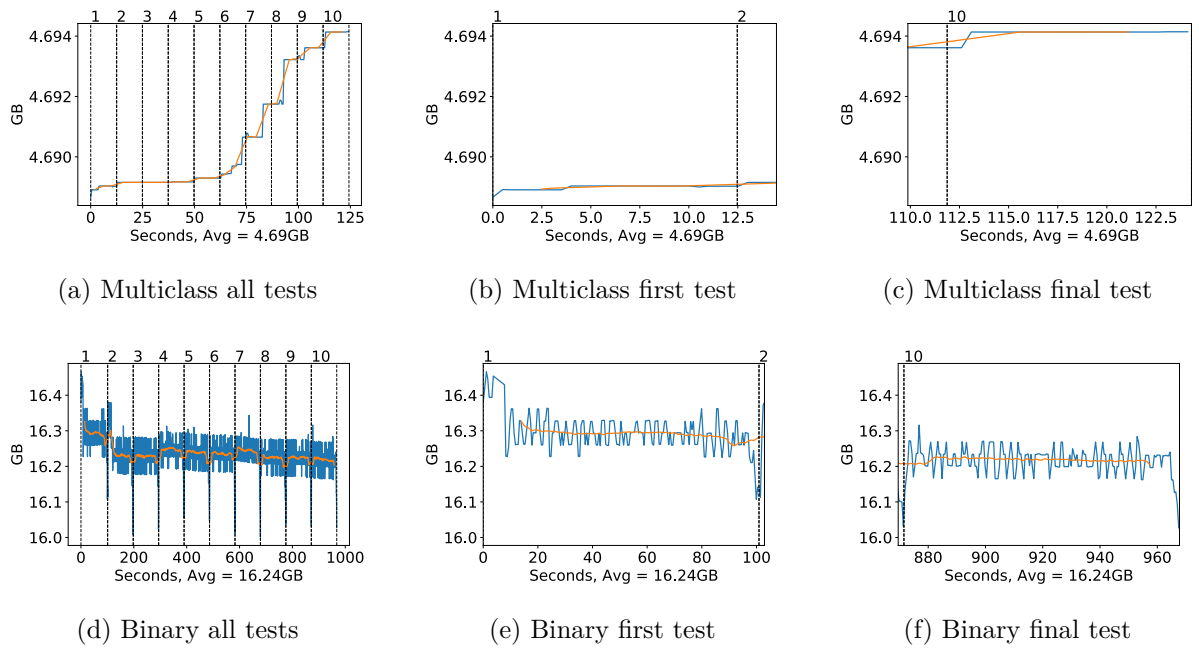 1 2 3 4 5 6 7 8 9 10
4.694
4.692
4.690
GB
0 25 50 75 100 125
Seconds, Avg = 4.69GB
(a) Multiclass all tests
1 2
4.694
4.692
4.690
GB
0.0 2.5 5.0 7.5 10.0 12.5
Seconds, Avg = 4.69GB
(b) Multiclass first test
10
4.694
4.692
4.690
GB
110.0 112.5 115.0 117.5 120.0 122.5
Seconds, Avg = 4.69GB
(c) Multiclass final test
1 2 3 4 5 6 7 8 9 10
16.4
16.3
16.2
16.1
16.0
GB
0 200 400 600 800 1000
Seconds, Avg = 16.24GB
(d) Binary all tests
1 2
16.4
16.3
16.2
16.1
16.0
GB
0 20 40 60 80 100
Seconds, Avg = 16.24GB
(e) Binary first test
10
16.4
16.3
16.2
16.1
16.0
GB
880 900 920 940 960
Seconds, Avg = 16.24GB
(f) Binary final test